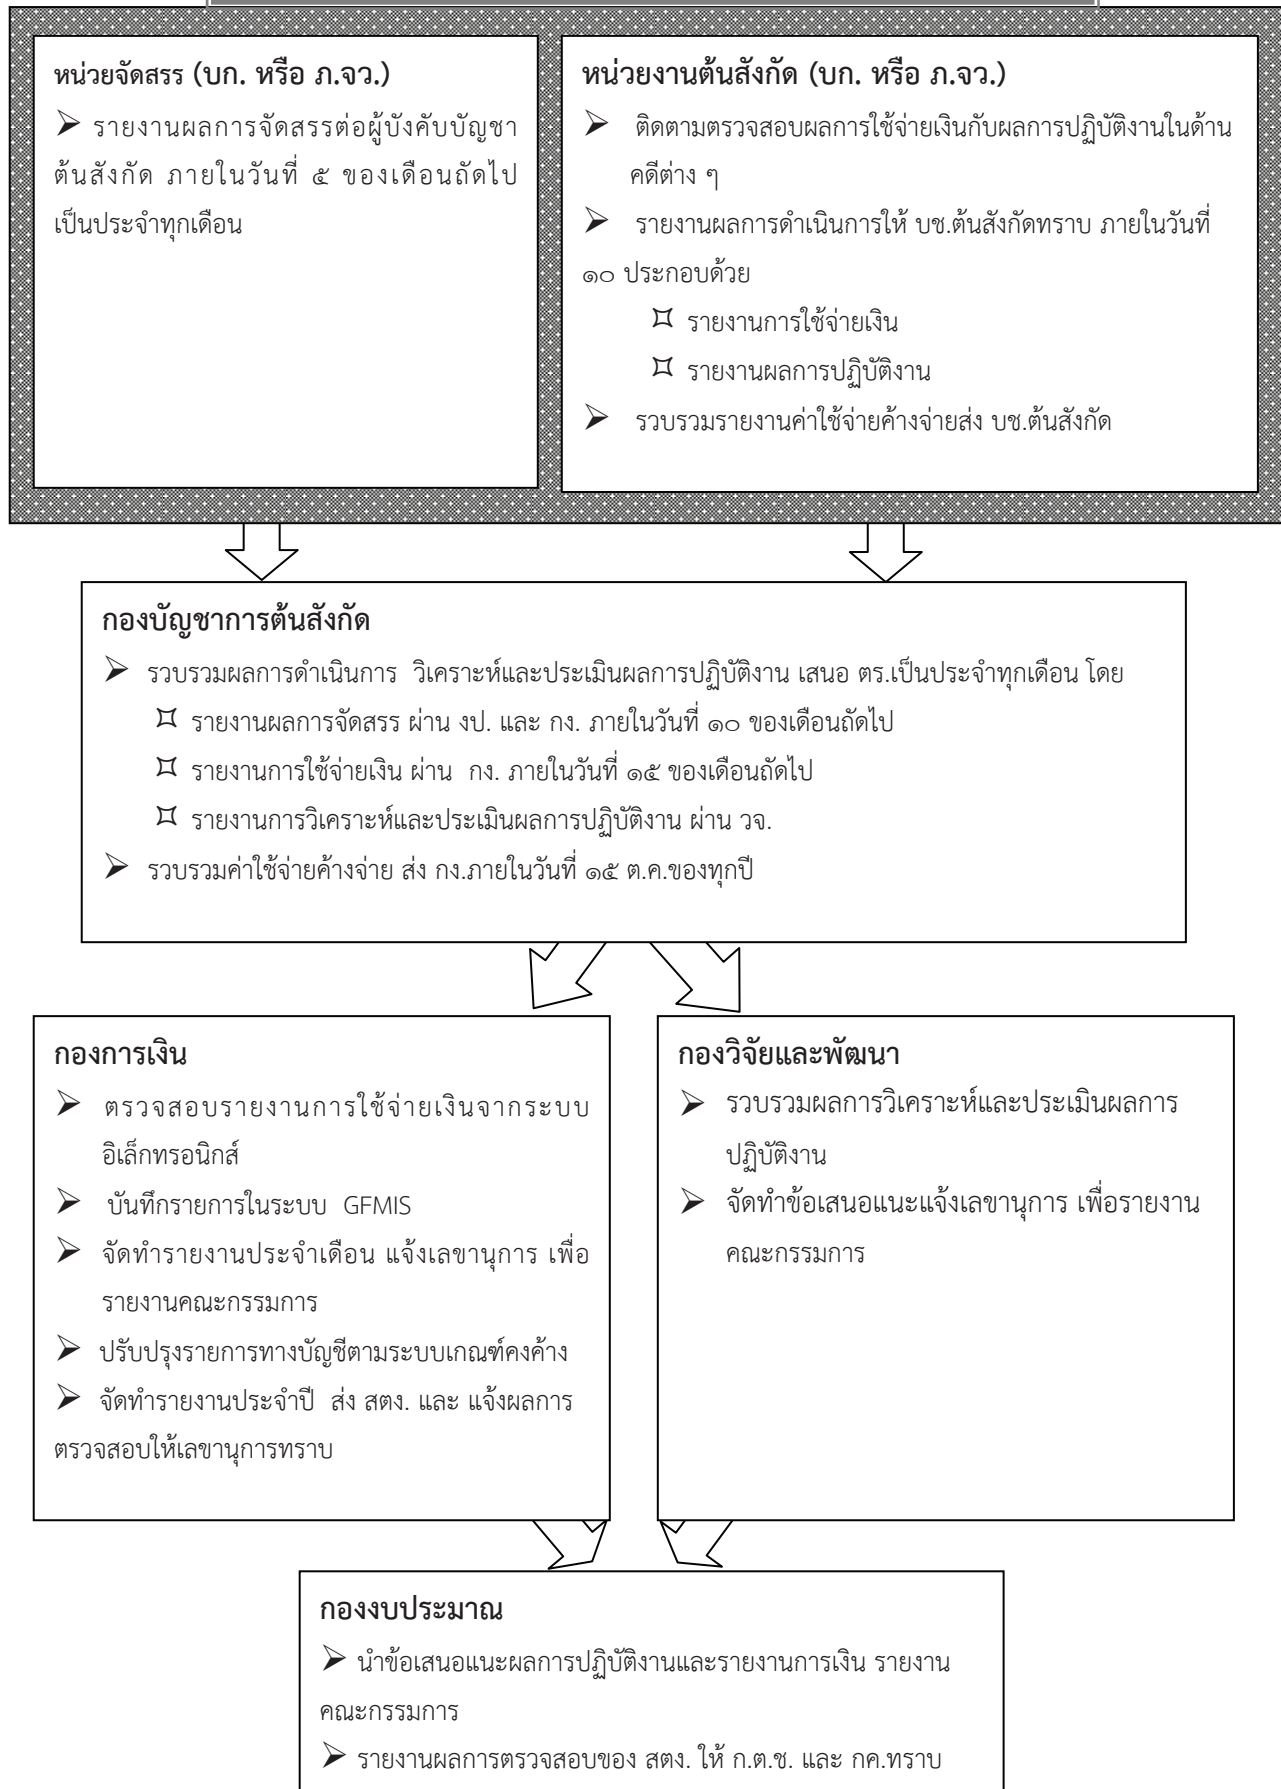 หน่วยจัดสรร (บก. หรือ ภ.จว.)
➢ รายงานผลการจัดสรรต่อผู้บังคับบัญชา
ต้นสังกัด ภายในวันที่ ๕ ของเดือนถัดไป
เป็นประจำทุกเดือน
หน่วยงานต้นสังกัด (บก. หรือ ภ.จว.)
➢ ติดตามตรวจสอบผลการใช้จ่ายเงินกับผลการปฏิบัติงานในด้าน
คดีต่าง ๆ
➢ รายงานผลการดำเนินการให้ บช.ต้นสังกัดทราบ ภายในวันที่
๑๐ ประกอบด้วย
¤ รายงานการใช้จ่ายเงิน
¤ รายงานผลการปฏิบัติงาน
➢ รวบรวมรายงานค่าใช้จ่ายค้างจ่ายส่ง บช.ต้นสังกัด
กองบัญชาการต้นสังกัด
➢ รวบรวมผลการดำเนินการ วิเคราะห์และประเมินผลการปฏิบัติงาน เสนอ ตร.เป็นประจำทุกเดือน โดย
¤ รายงานผลการจัดสรร ผ่าน งป. และ กง. ภายในวันที่ ๑๐ ของเดือนถัดไป
¤ รายงานการใช้จ่ายเงิน ผ่าน กง. ภายในวันที่ ๑๕ ของเดือนถัดไป
¤ รายงานการวิเคราะห์และประเมินผลการปฏิบัติงาน ผ่าน วจ.
➢ รวบรวมค่าใช้จ่ายค้างจ่าย ส่ง กง.ภายในวันที่ ๑๕ ต.ค.ของทุกปี
กองการเงิน
➢ ตรวจสอบรายงานการใช้จ่ายเงินจากระบบ
อิเล็กทรอนิกส์
➢ บันทึกรายการในระบบ GFMIS
➢ จัดทำรายงานประจำเดือน แจ้งเลขานุการ เพื่อ
รายงานคณะกรรมการ
➢ ปรับปรุงรายการทางบัญชีตามระบบเกณฑ์คงค้าง
➢ จัดทำรายงานประจำปี ส่ง สตง. และ แจ้งผลการ
ตรวจสอบให้เลขานุการทราบ
กองวิจัยและพัฒนา
➢ รวบรวมผลการวิเคราะห์และประเมินผลการ
ปฏิบัติงาน
➢ จัดทำข้อเสนอแนะแจ้งเลขานุการ เพื่อรายงาน
คณะกรรมการ
กองงบประมาณ
➢ นำข้อเสนอแนะผลการปฏิบัติงานและรายงานการเงิน รายงาน
คณะกรรมการ
➢ รายงานผลการตรวจสอบของ สตง. ให้ ก.ต.ช. และ กค.ทราบ